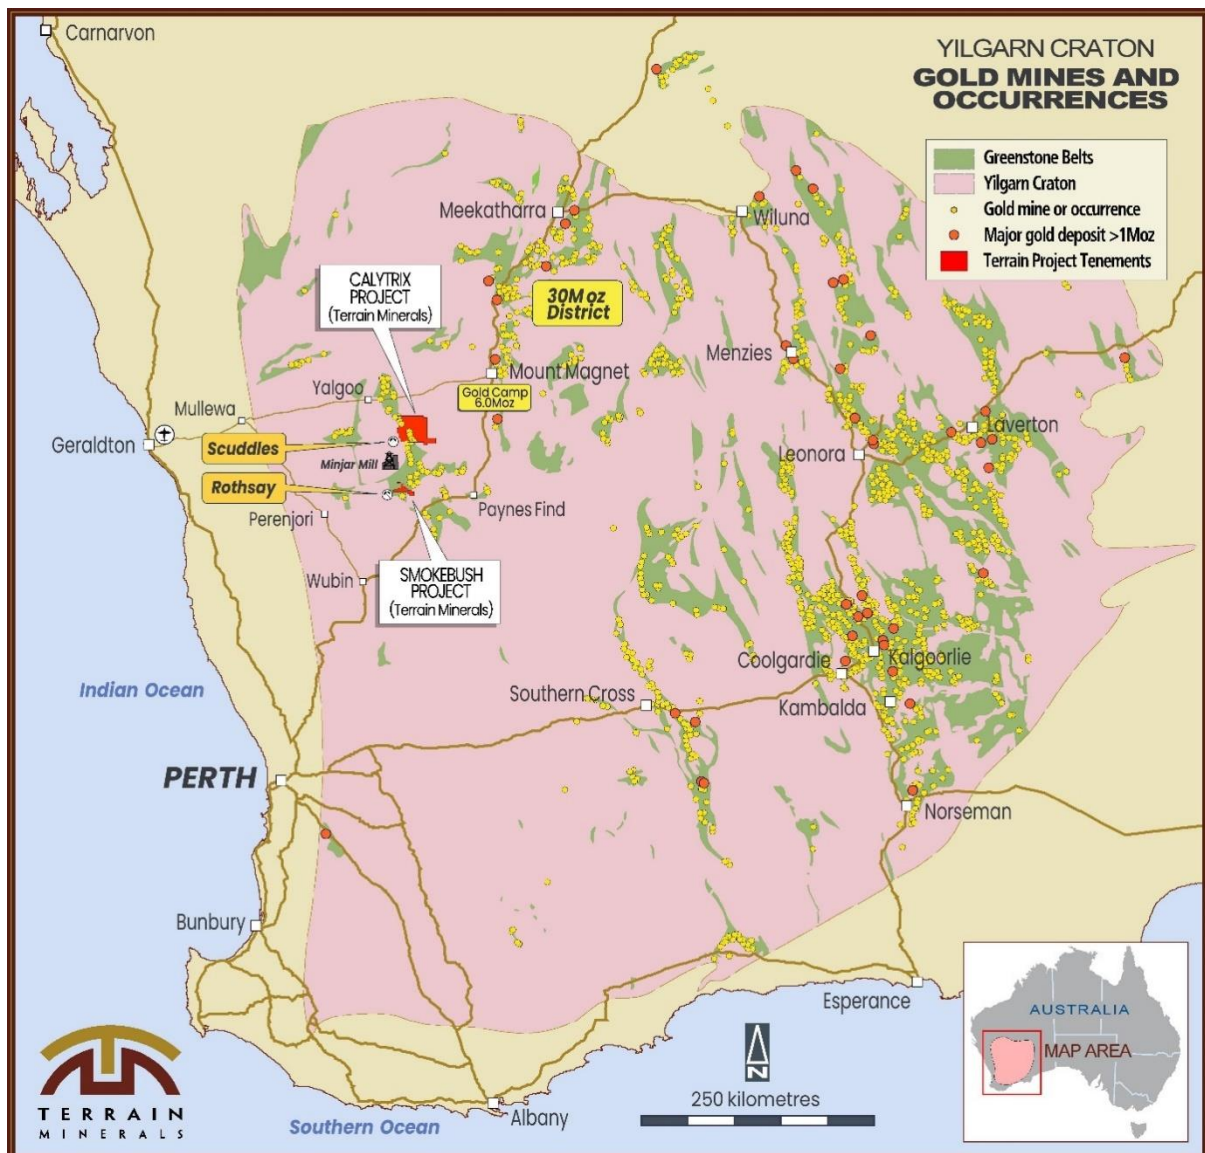 Carnarvon
YILGARN CRATON
GOLD MINES AND
OCCURRENCES
Greenstone Belts
Yilgarn Craton
Gold mine or occurrence
Major gold deposit >1Moz
Terrain Project Tenements
Meekatharra
Wiluna
CALYTRIX
PROJECT
(Terrain Minerals)
30M oz
District
Menzies
Mount Magnet
Yalgoo
Gold Camp
6.0Moz
Mullewa
Laverton
Geraldton
Scuddles
Leonora
Minjar Mill
Rothsay
Paynes Find
Perenjori
Wubin
SMOKEBUSH
PROJECT
(Terrain Minerals)
Kalgoorlie
Coolgardie
Indian Ocean
Southern Cross
Kambalda
PERTH
Norseman
Bunbury
Esperance
AUSTRALIA
MAP AREA
N
250 kilometres
Albany
Southern Ocean
TERRAIN
MINERALS